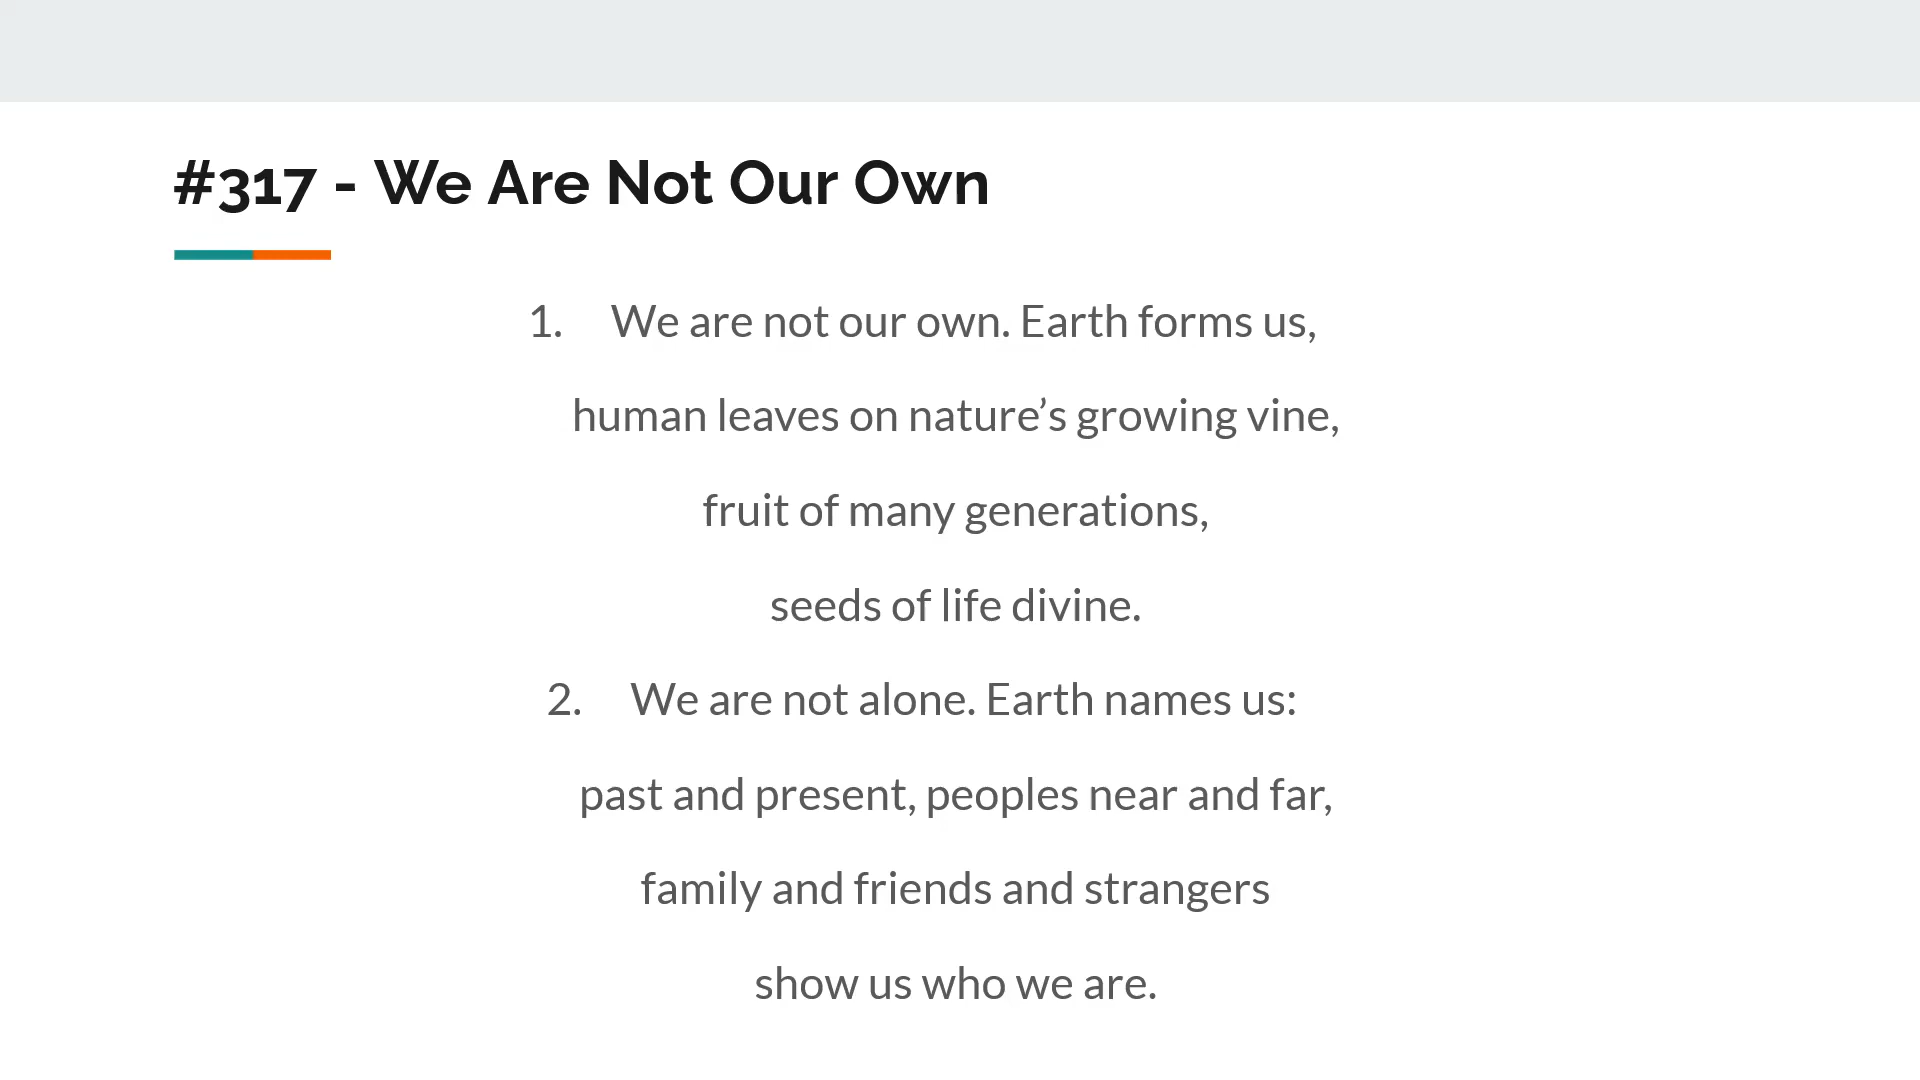 #317 - We Are Not Our Own
1. We are not our own. Earth forms us,
human leaves on nature’s growing vine,
fruit of many generations,
seeds of life divine.
2. We are not alone. Earth names us:
past and present, peoples near and far,
family and friends and strangers
show us who we are.